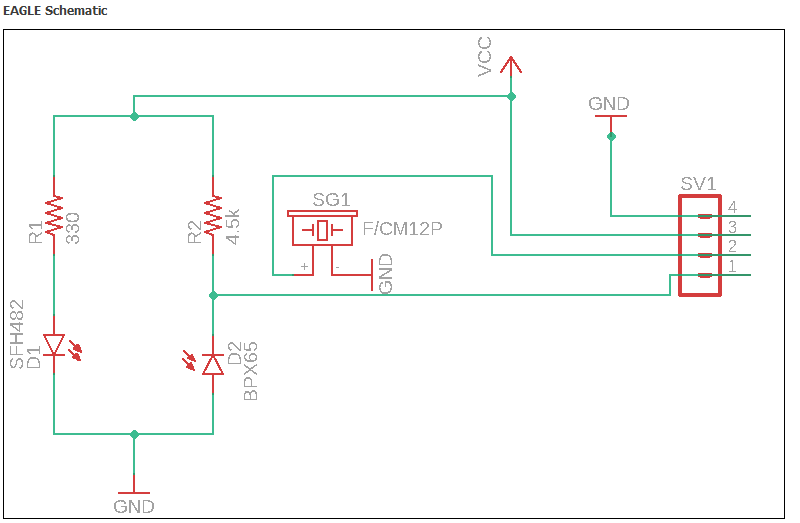 EAGLE Schematic
VCC
GND
SV1
4
3
2
1
SG1
F/CM12P
+
-
GND
R1
330
R2
4.5k
SFH482
D1
D2
BPX65
GND